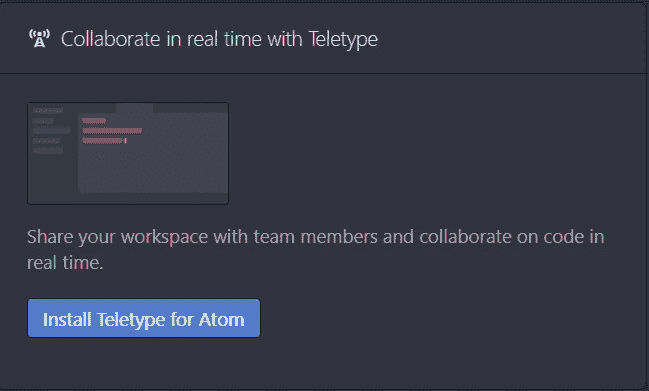 Collaborate in real time with Teletype
Share your workspace with team members and collaborate on code in
real time.
Install Teletype for Atom